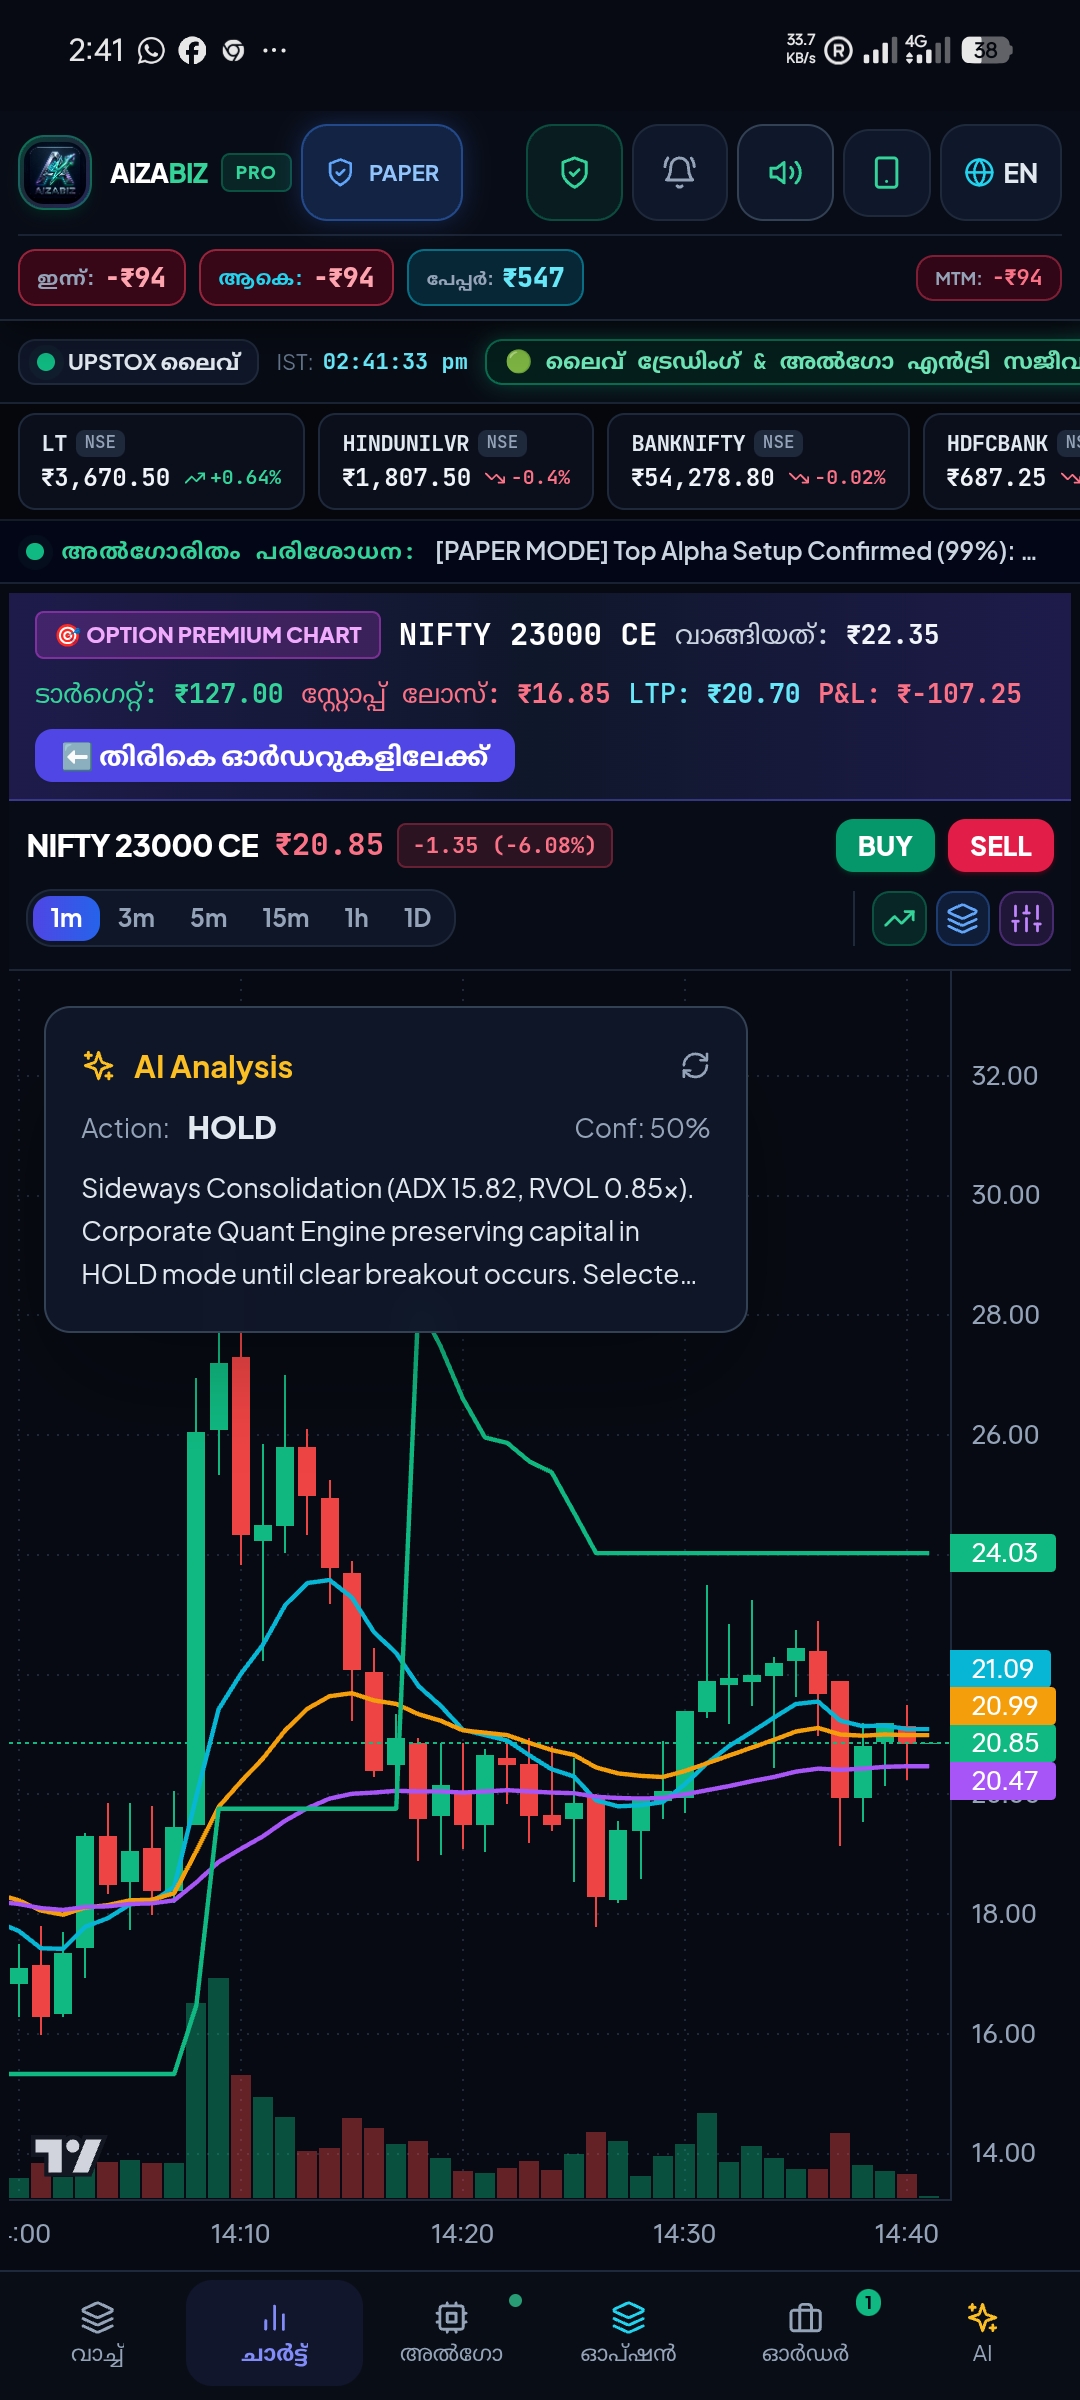 2:41 ... 33.7 KB/s R 4G 38
AIZABIZ PRO PAPER EN
ഇന്ന്: -₹94 ആകെ: -₹94 പേപ്പർ: ₹547 MTM: -₹94
UPSTOX ലൈവ് IST: 02:41:33 pm ലൈവ് ട്രേഡിംഗ് & അൽഗോ എൻട്രി സജീവ
LT NSE HINDUNILVR NSE BANKNIFTY NSE HDFCBANK NS
₹3,670.50 +0.64% ₹1,807.50 -0.4% ₹54,278.80 -0.02% ₹687.25
അൽഗോരിതം പരിശോധന: [PAPER MODE] Top Alpha Setup Confirmed (99%): ...
OPTION PREMIUM CHART NIFTY 23000 CE വാങ്ങിയത്: ₹22.35
ടാർഗെറ്റ്: ₹127.00 സ്റ്റോപ്പ് ലോസ്: ₹16.85 LTP: ₹20.70 P&L: ₹-107.25
തിരികെ ഓർഡറുകളിലേക്ക്
NIFTY 23000 CE ₹20.85 -1.35 (-6.08%) BUY SELL
1m 3m 5m 15m 1h 1D
AI Analysis
Action: HOLD Conf: 50%
Sideways Consolidation (ADX 15.82, RVOL 0.85×).
Corporate Quant Engine preserving capital in
HOLD mode until clear breakout occurs. Selecte...
32.00
30.00
28.00
26.00
24.03
21.09
20.99
20.85
20.47
18.00
16.00
14.00
:00 14:10 14:20 14:30 14:40
1
വാച്ച് ചാർട്ട് അൽഗോ ഓപ്ഷൻ ഓർഡർ AI